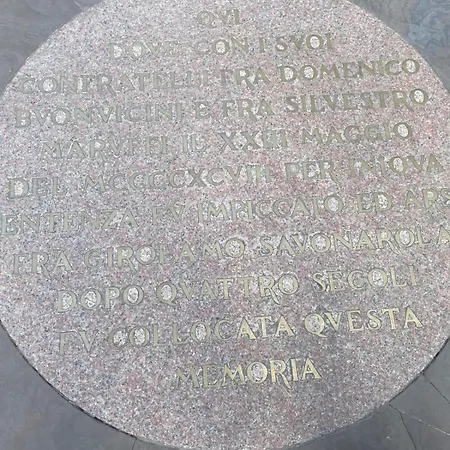 QVI
DOVE CON I SVOI
CONFRATELLI FRA DOMENICO
BVONVICINI E FRA SILVESTRO
MARVFFI IL XXIII MAGGIO
DEL MCCCCXCVIII PER INIQVA
SENTENZA FV IMPICCATO ED ARSO
FRA GIROLAMO SAVONAROLA
DOPO QVATTRO SECOLI
FV COLLOCATA QVESTA
MEMORIA